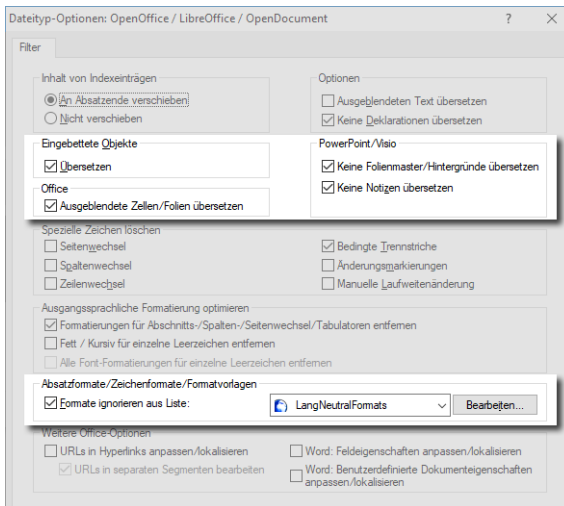 Dateityp-Optionen: OpenOffice / LibreOffice / OpenDocument ?
Filter
Inhalt von Indexeinträgen
An Absatzende verschieben
Nicht verschieben
Optionen
Ausgeblendeten Text übersetzen
Keine Deklarationen übersetzen
Eingebettete Objekte
Übersetzen
Office
Ausgeblendete Zellen/Folien übersetzen
PowerPoint/Visio
Keine Folienmaster/Hintergründe übersetzen
Keine Notizen übersetzen
Spezielle Zeichen löschen
Seitenwechsel
Spaltenwechsel
Zeilenwechsel
Bedingte Trennstriche
Änderungsmarkierungen
Manuelle Laufweitenänderung
Ausgangssprachliche Formatierung optimieren
Formatierungen für Abschnitts-/Spalten-/Seitenwechsel/Tabulatoren entfernen
Fett / Kursiv für einzelne Leerzeichen entfernen
Alle Font-Formatierungen für einzelne Leerzeichen entfernen
Absatzformate/Zeichenformate/Formatvorlagen
Formate ignorieren aus Liste: LangNeutralFormats Bearbeiten...
Weitere Office-Optionen
URLs in Hyperlinks anpassen/lokalisieren
URLs in separaten Segmenten bearbeiten
Word: Feldeigenschaften anpassen/lokalisieren
Word: Benutzerdefinierte Dokumenteigenschaften
anpassen/lokalisieren